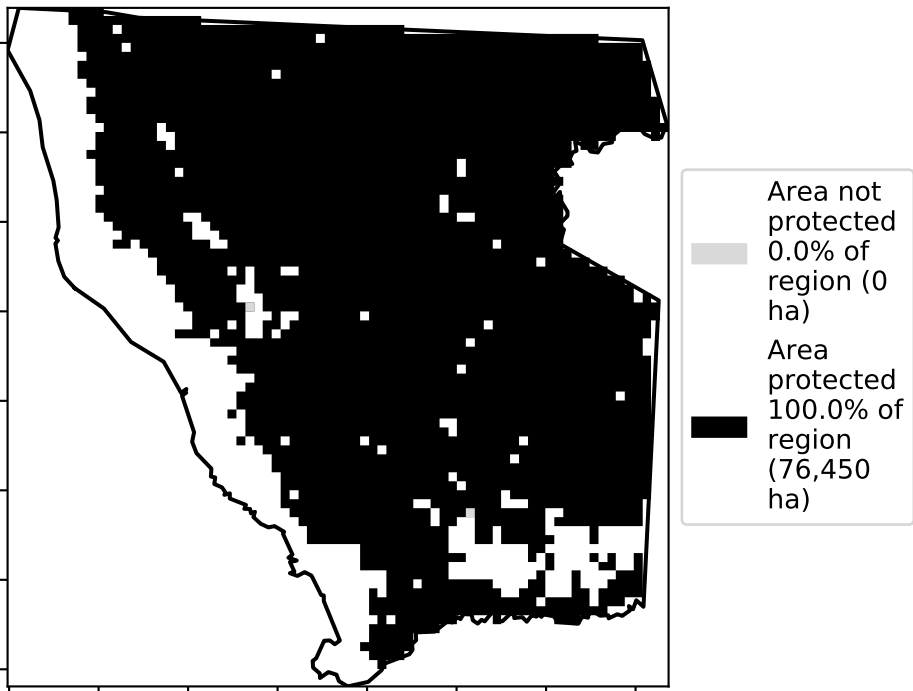 Area not
protected
0.0% of
region (0
ha)
Area
protected
100.0% of
region
(76,450
ha)